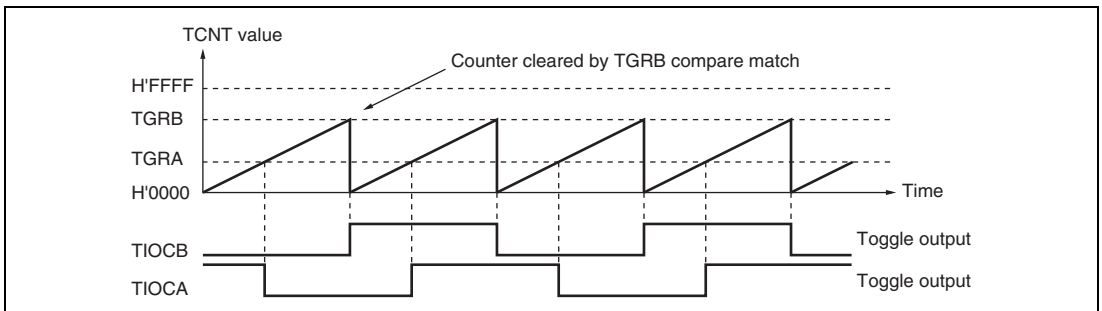 TCNT value
Counter cleared by TGRB compare match
H'FFFF
TGRB
TGRA
H'0000
Time
TIOCB
Toggle output
TIOCA
Toggle output